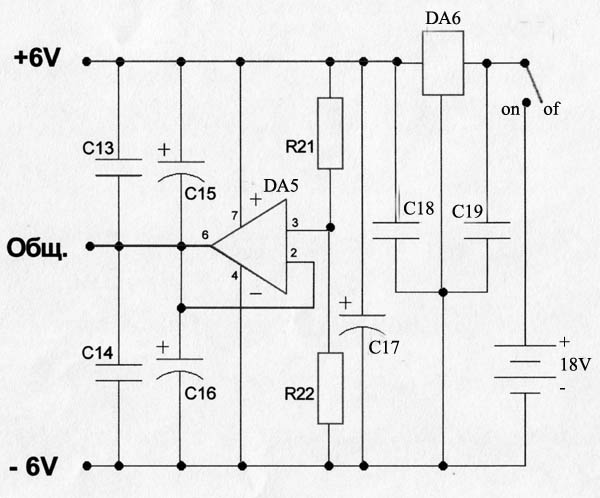 DA6
+6V
on
of
C13
+
C15
R21
+
DA5
7
3
C18
C19
Общ.
6
2
4
–
+
C17
C14
+
C16
R22
+
18V
-
- 6V